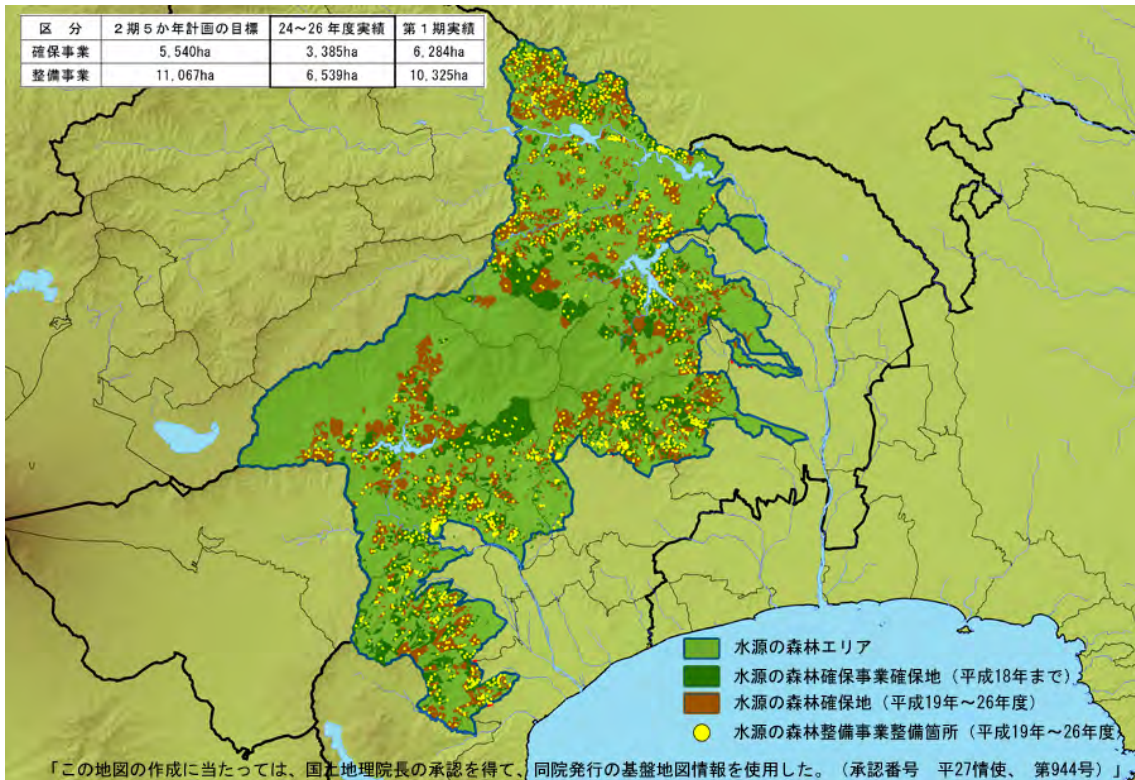 区 分 2期5か年計画の目標 24～26年度実績 第1期実績
確保事業 5,540ha 3,385ha 6,284ha
整備事業 11,067ha 6,539ha 10,325ha
水源の森林エリア
水源の森林確保事業確保地（平成18年まで）
水源の森林確保地（平成19年～26年度）
水源の森林整備事業整備箇所（平成19年～26年度）
「この地図の作成に当たっては、国土地理院長の承認を得て、同院発行の基盤地図情報を使用した。（承認番号 平27情使、 第944号）」